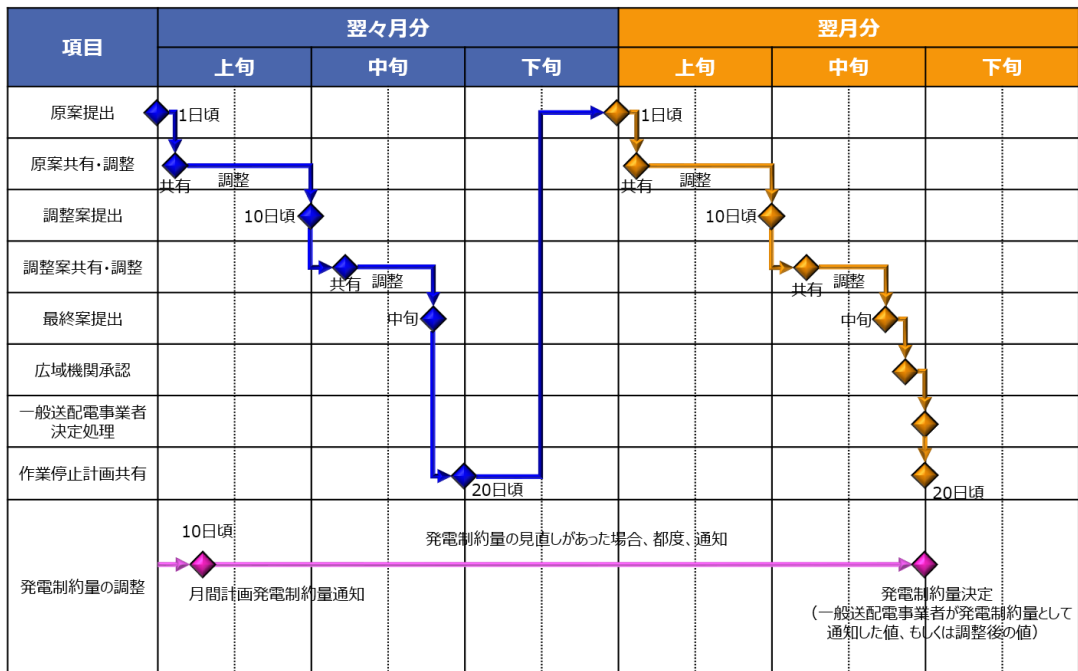 項目
翌々月分
翌月分
上旬
中旬
下旬
上旬
中旬
下旬
原案提出
1日頃
1日頃
原案共有・調整
共有
調整
共有
調整
調整案提出
10日頃
10日頃
調整案共有・調整
共有
調整
共有
調整
最終案提出
中旬
中旬
広域機関承認
一般送配電事業者
決定処理
作業停止計画共有
20日頃
20日頃
発電制約量の調整
10日頃
月間計画発電制約量通知
発電制約量の見直しがあった場合、都度、通知
発電制約量決定
(一般送配電事業者が発電制約量として
通知した値、もしくは調整後の値)